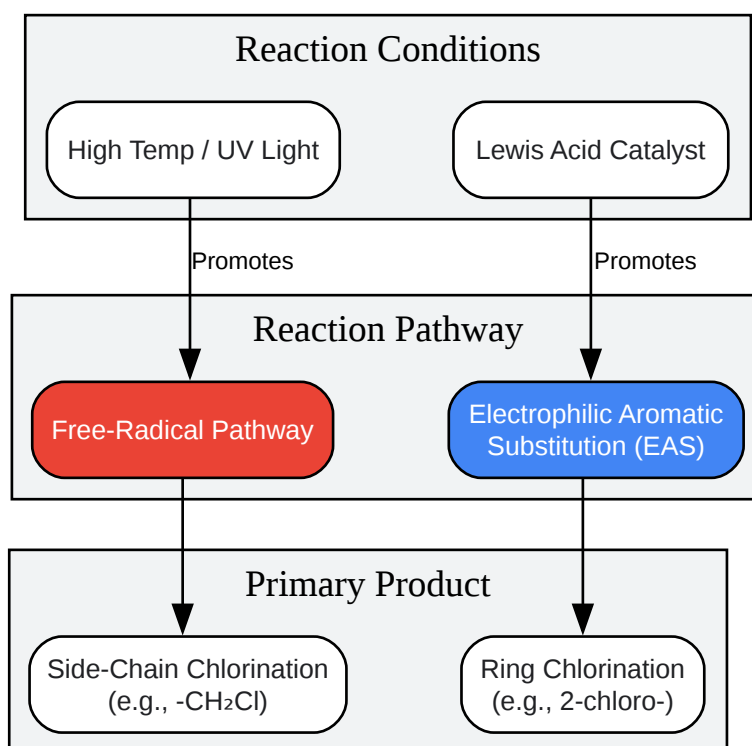 Reaction Conditions
High Temp / UV Light
Lewis Acid Catalyst
Promotes
Promotes
Reaction Pathway
Free-Radical Pathway
Electrophilic Aromatic
Substitution (EAS)
Primary Product
Side-Chain Chlorination
(e.g., -CH₂Cl)
Ring Chlorination
(e.g., 2-chloro-)